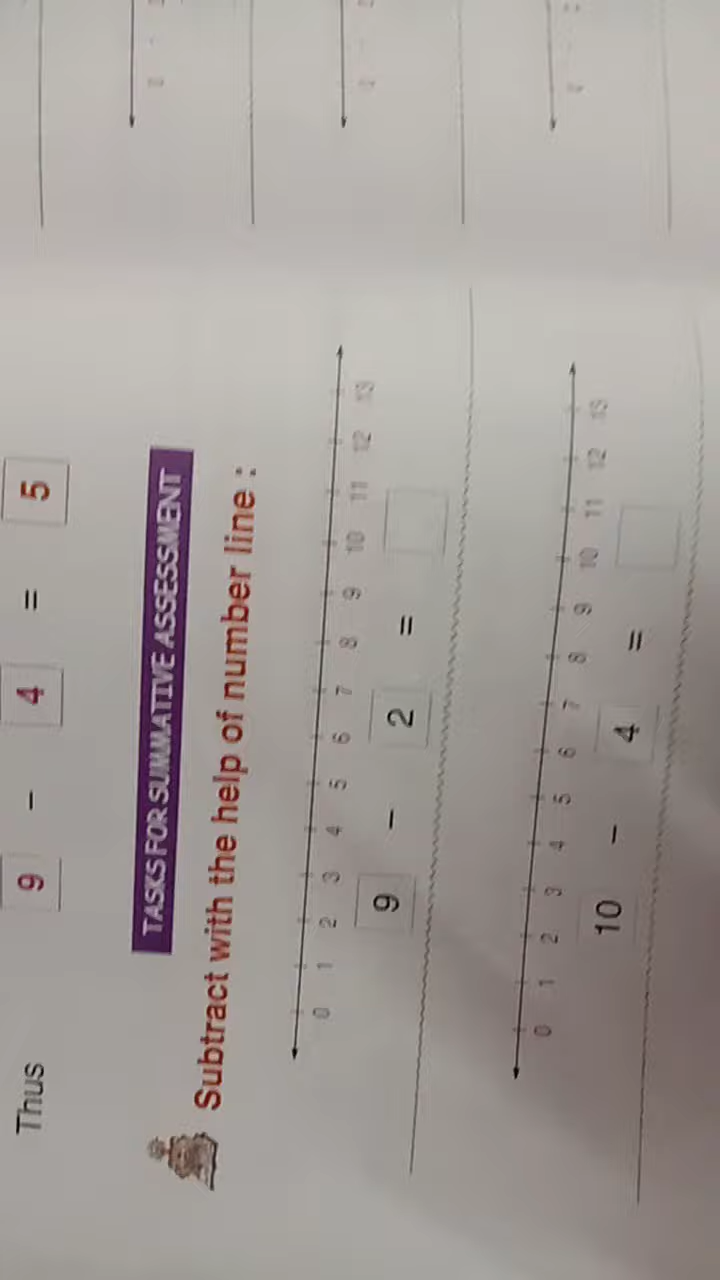 Thus 9 - 4 = 5
TASKS FOR SUMMATIVE ASSESSMENT
Subtract with the help of number line :
0 1 2 3 4 5 6 7 8 9 10 11 12 13
9 - 2 =
0 1 2 3 4 5 6 7 8 9 10 11 12 13
10 - 4 =